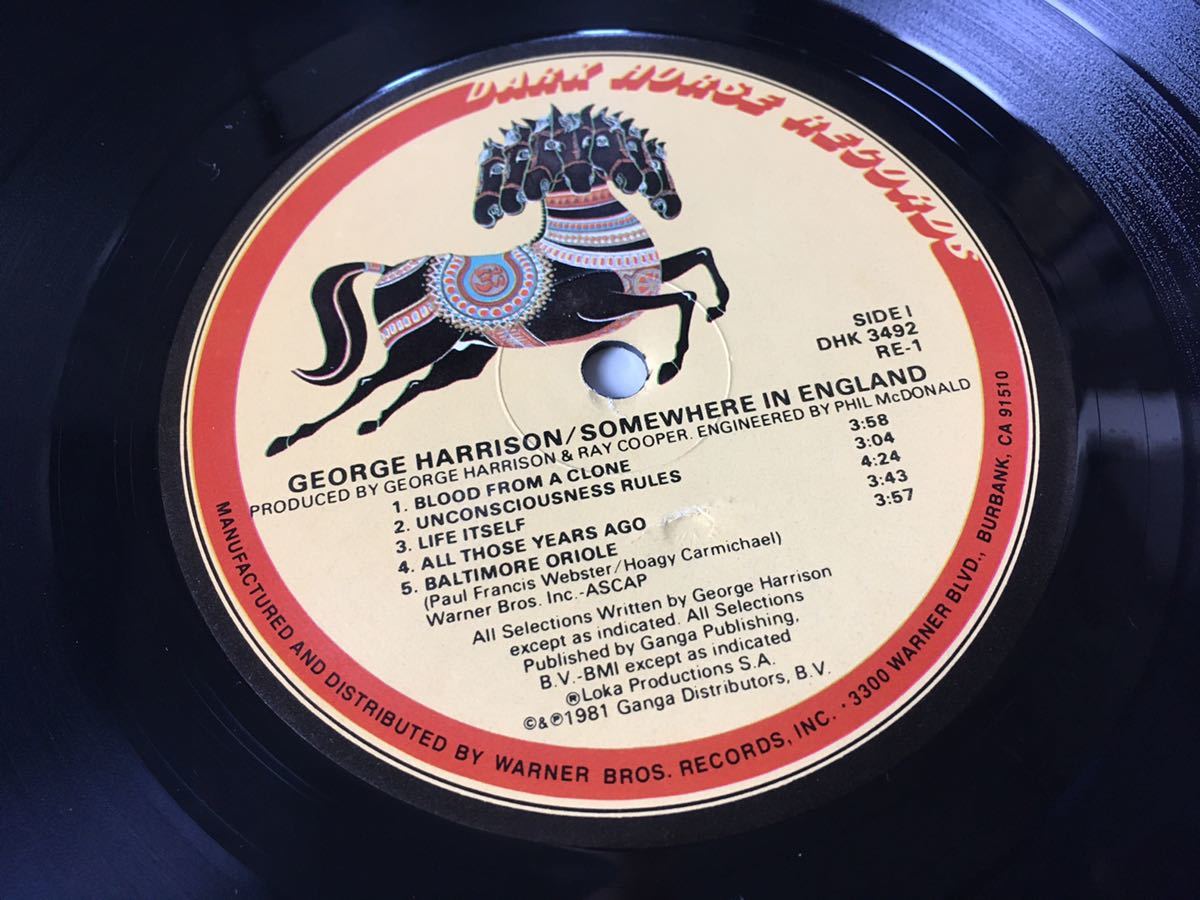 DARK HORSE RECORDS
SIDE I
DHK 3492
RE-1
GEORGE HARRISON/SOMEWHERE IN ENGLAND
PRODUCED BY GEORGE HARRISON & RAY COOPER. ENGINEERED BY PHIL McDONALD
1. BLOOD FROM A CLONE 3:58
2. UNCONSCIOUSNESS RULES 3:04
3. LIFE ITSELF 4:24
4. ALL THOSE YEARS AGO 3:43
5. BALTIMORE ORIOLE 3:57
(Paul Francis Webster/Hoagy Carmichael)
Warner Bros. Inc.-ASCAP
All Selections Written by George Harrison
except as indicated. All Selections
Published by Ganga Publishing,
B.V.-BMI except as indicated
®Loka Productions S.A.
©&℗1981 Ganga Distributors, B.V.
MANUFACTURED AND DISTRIBUTED BY WARNER BROS. RECORDS, INC. · 3300 WARNER BLVD., BURBANK, CA 91510
ॐ